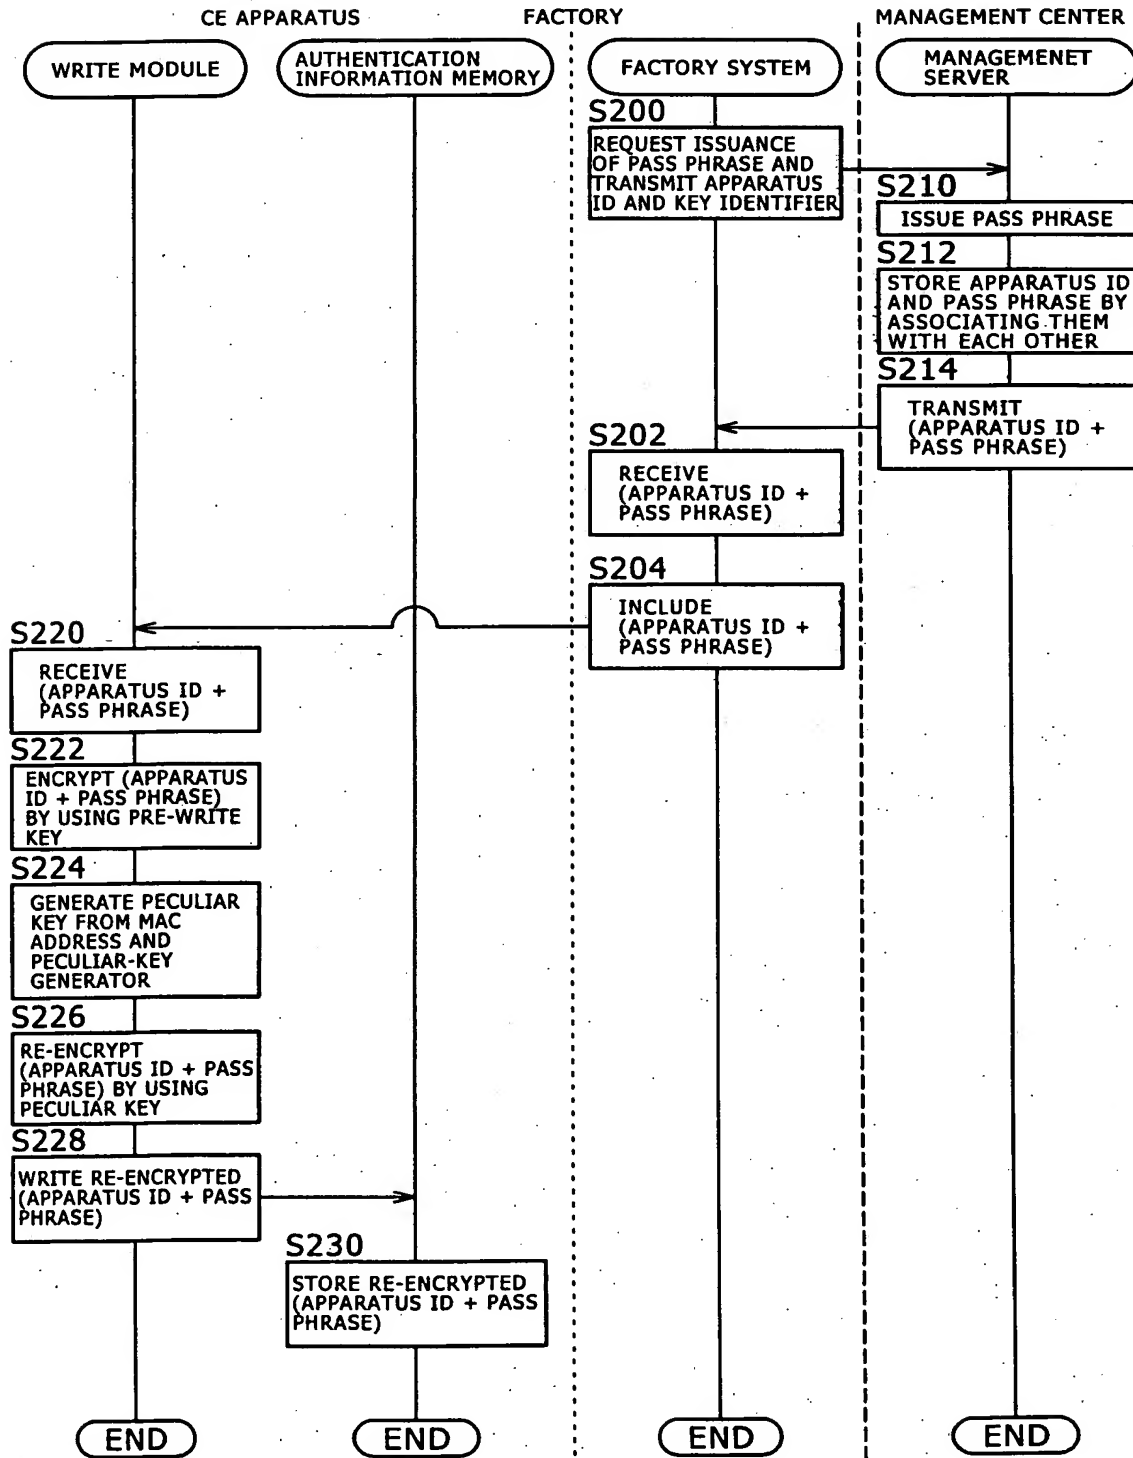 CE APPARATUS
FACTORY
MANAGEMENT CENTER
WRITE MODULE
AUTHENTICATION
INFORMATION MEMORY
FACTORY SYSTEM
MANAGEMENET
SERVER
S200
REQUEST ISSUANCE
OF PASS PHRASE AND
TRANSMIT APPARATUS
ID AND KEY IDENTIFIER
S210
ISSUE PASS PHRASE
S212
STORE APPARATUS ID
AND PASS PHRASE BY
ASSOCIATING THEM
WITH EACH OTHER
S214
TRANSMIT
(APPARATUS ID +
PASS PHRASE)
S202
RECEIVE
(APPARATUS ID +
PASS PHRASE)
S204
INCLUDE
(APPARATUS ID +
PASS PHRASE)
S220
RECEIVE
(APPARATUS ID +
PASS PHRASE)
S222
ENCRYPT (APPARATUS
ID + PASS PHRASE)
BY USING PRE-WRITE
KEY
S224
GENERATE PECULIAR
KEY FROM MAC
ADDRESS AND
PECULIAR-KEY
GENERATOR
S226
RE-ENCRYPT
(APPARATUS ID + PASS
PHRASE) BY USING
PECULIAR KEY
S228
WRITE RE-ENCRYPTED
(APPARATUS ID + PASS
PHRASE)
S230
STORE RE-ENCRYPTED
(APPARATUS ID + PASS
PHRASE)
END
END
END
END